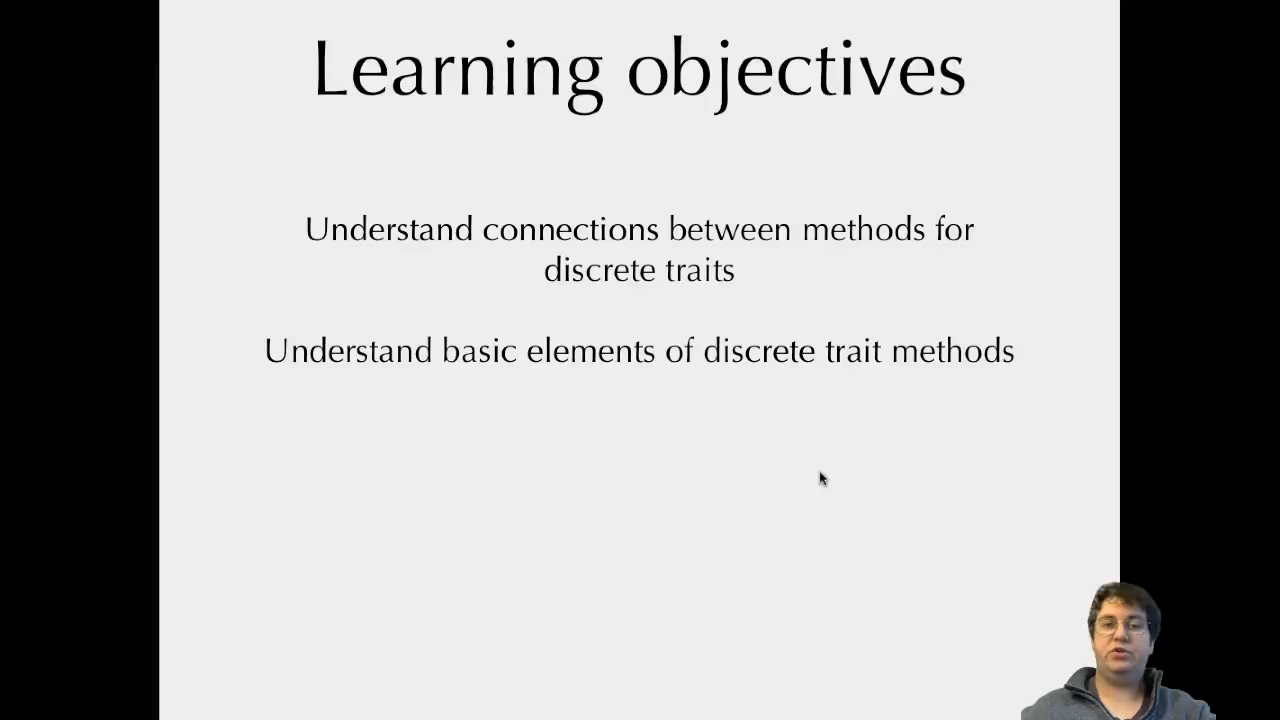 Learning objectives
Understand connections between methods for
discrete traits
Understand basic elements of discrete trait methods